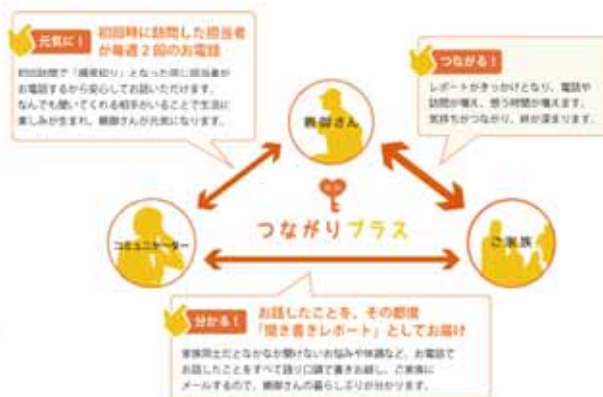 元気に！
初回時に訪問した担当者
が毎週2回のお電話
初回訪問で「顔見知り」となった同じ担当者が
お電話するから安心してお話いただけます。
なんでも聞いてくれる相手がいることで生活に
楽しみが生まれ、親御さんが元気になります。
つながる！
レポートがきっかけとなり、電話や
訪問が増え、想う時間が増えます。
気持ちがつながり、絆が深まります。
親御さん
つながりプラス
コミュニケーター
ご家族
分かる！
お話したことを、その都度
「聞き書きレポート」としてお届け
家族同士だとなかなか聞けないお悩みや体調など、お電話で
お話したことをすべて語り口調で書きお越し、ご家族に
メールするので、親御さんの暮らしぶりが分かります。